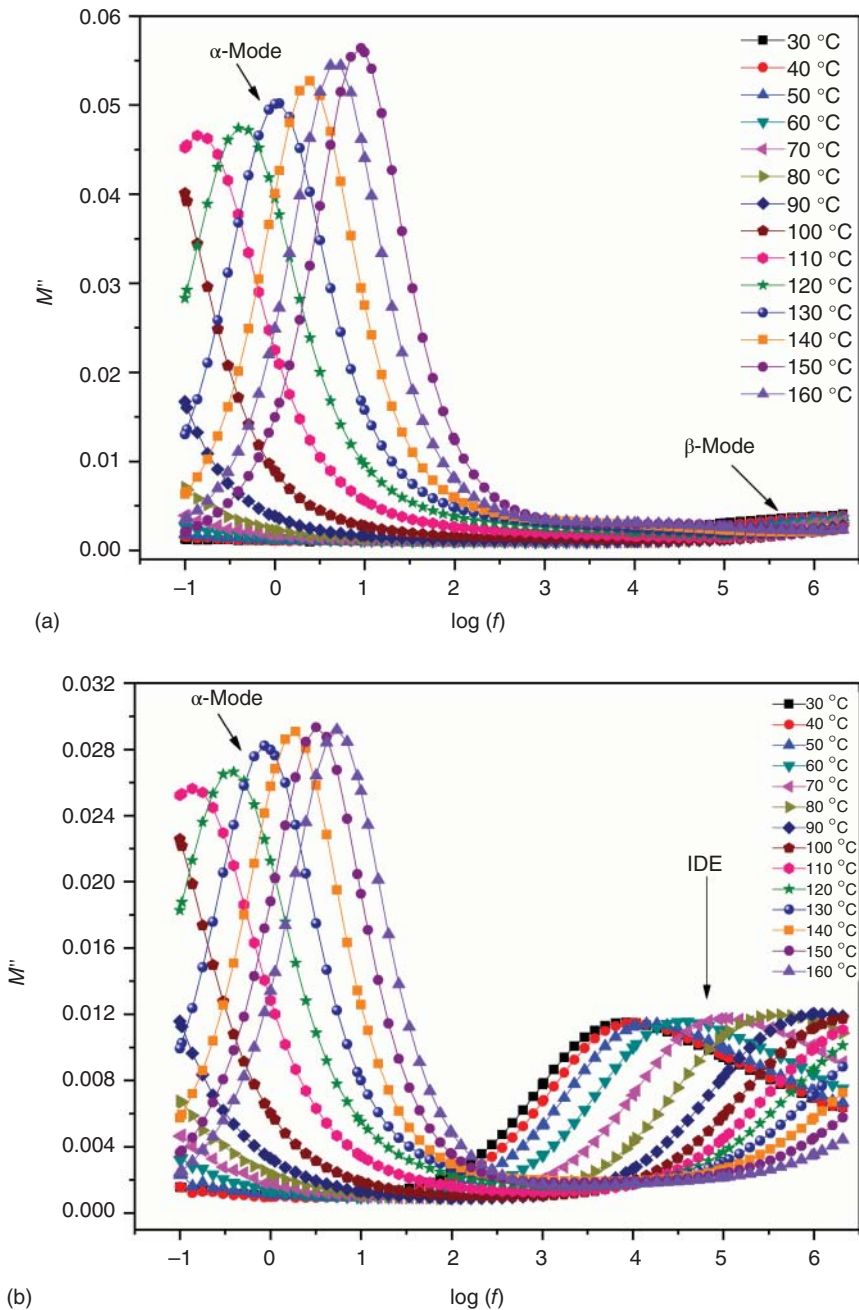 0.06
0.05
0.04
0.03
0.02
0.01
0.00
M"
α-Mode
β-Mode
30 °C
40 °C
50 °C
60 °C
70 °C
80 °C
90 °C
100 °C
110 °C
120 °C
130 °C
140 °C
150 °C
160 °C
−1 0 1 2 3 4 5 6
(a)
log (f)
0.032
0.028
0.024
0.020
0.016
0.012
0.008
0.004
0.000
M"
α-Mode
IDE
30 °C
40 °C
50 °C
60 °C
70 °C
80 °C
90 °C
100 °C
110 °C
120 °C
130 °C
140 °C
150 °C
160 °C
−1 0 1 2 3 4 5 6
(b)
log (f)